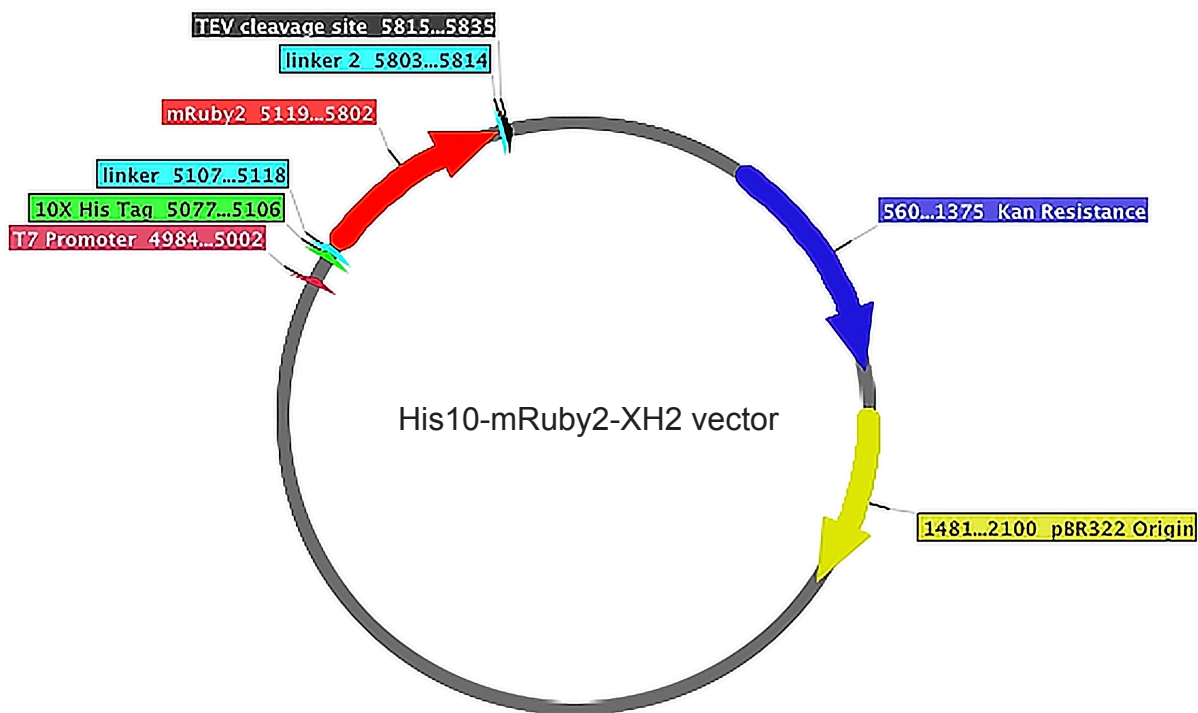 TEV cleavage site 5815...5835
linker 2 5803...5814
mRuby2 5119...5802
linker 5107...5118
10X His Tag 5077...5106
T7 Promoter 4984...5002
560...1375 Kan Resistance
His10-mRuby2-XH2 vector
1481...2100 pBR322 Origin